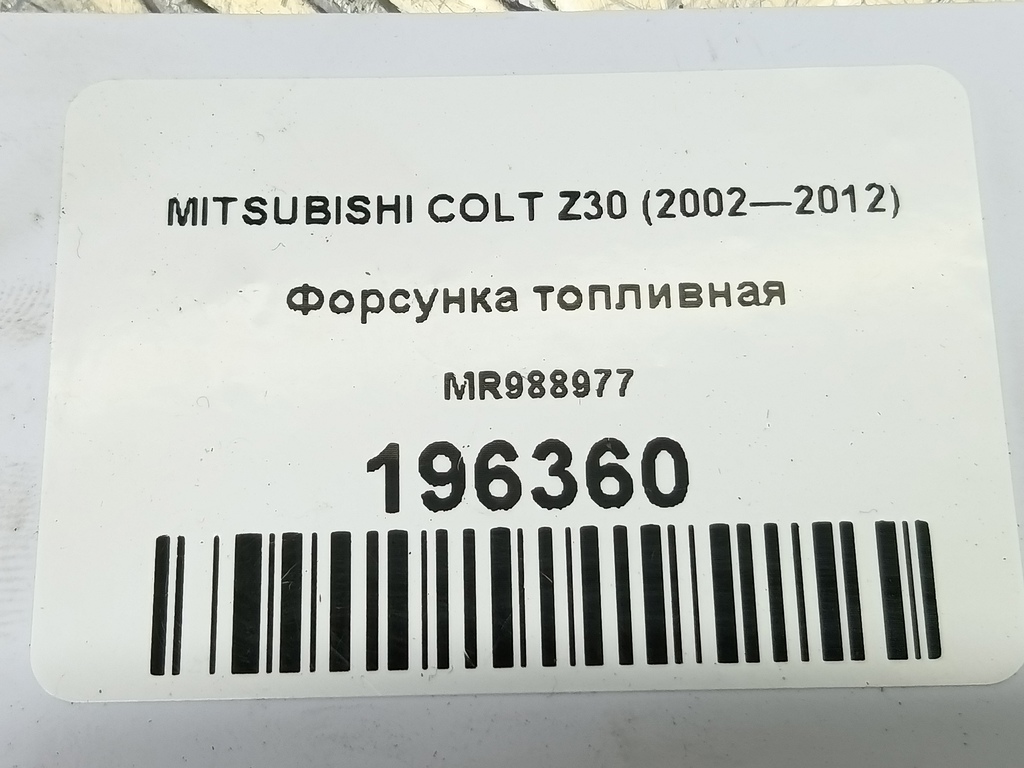 MITSUBISHI COLT Z30 (2002—2012)
Форсунка топливная
MR988977
196360